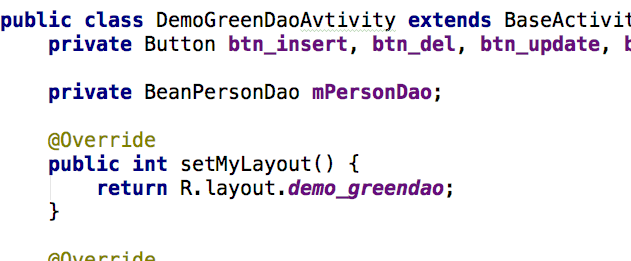 public class DemoGreenDaoAvtivity extends BaseActivit
private Button btn_insert, btn_del, btn_update, b
private BeanPersonDao mPersonDao;
@Override
public int setMyLayout() {
return R.layout.demo_greendao;
}
@Override